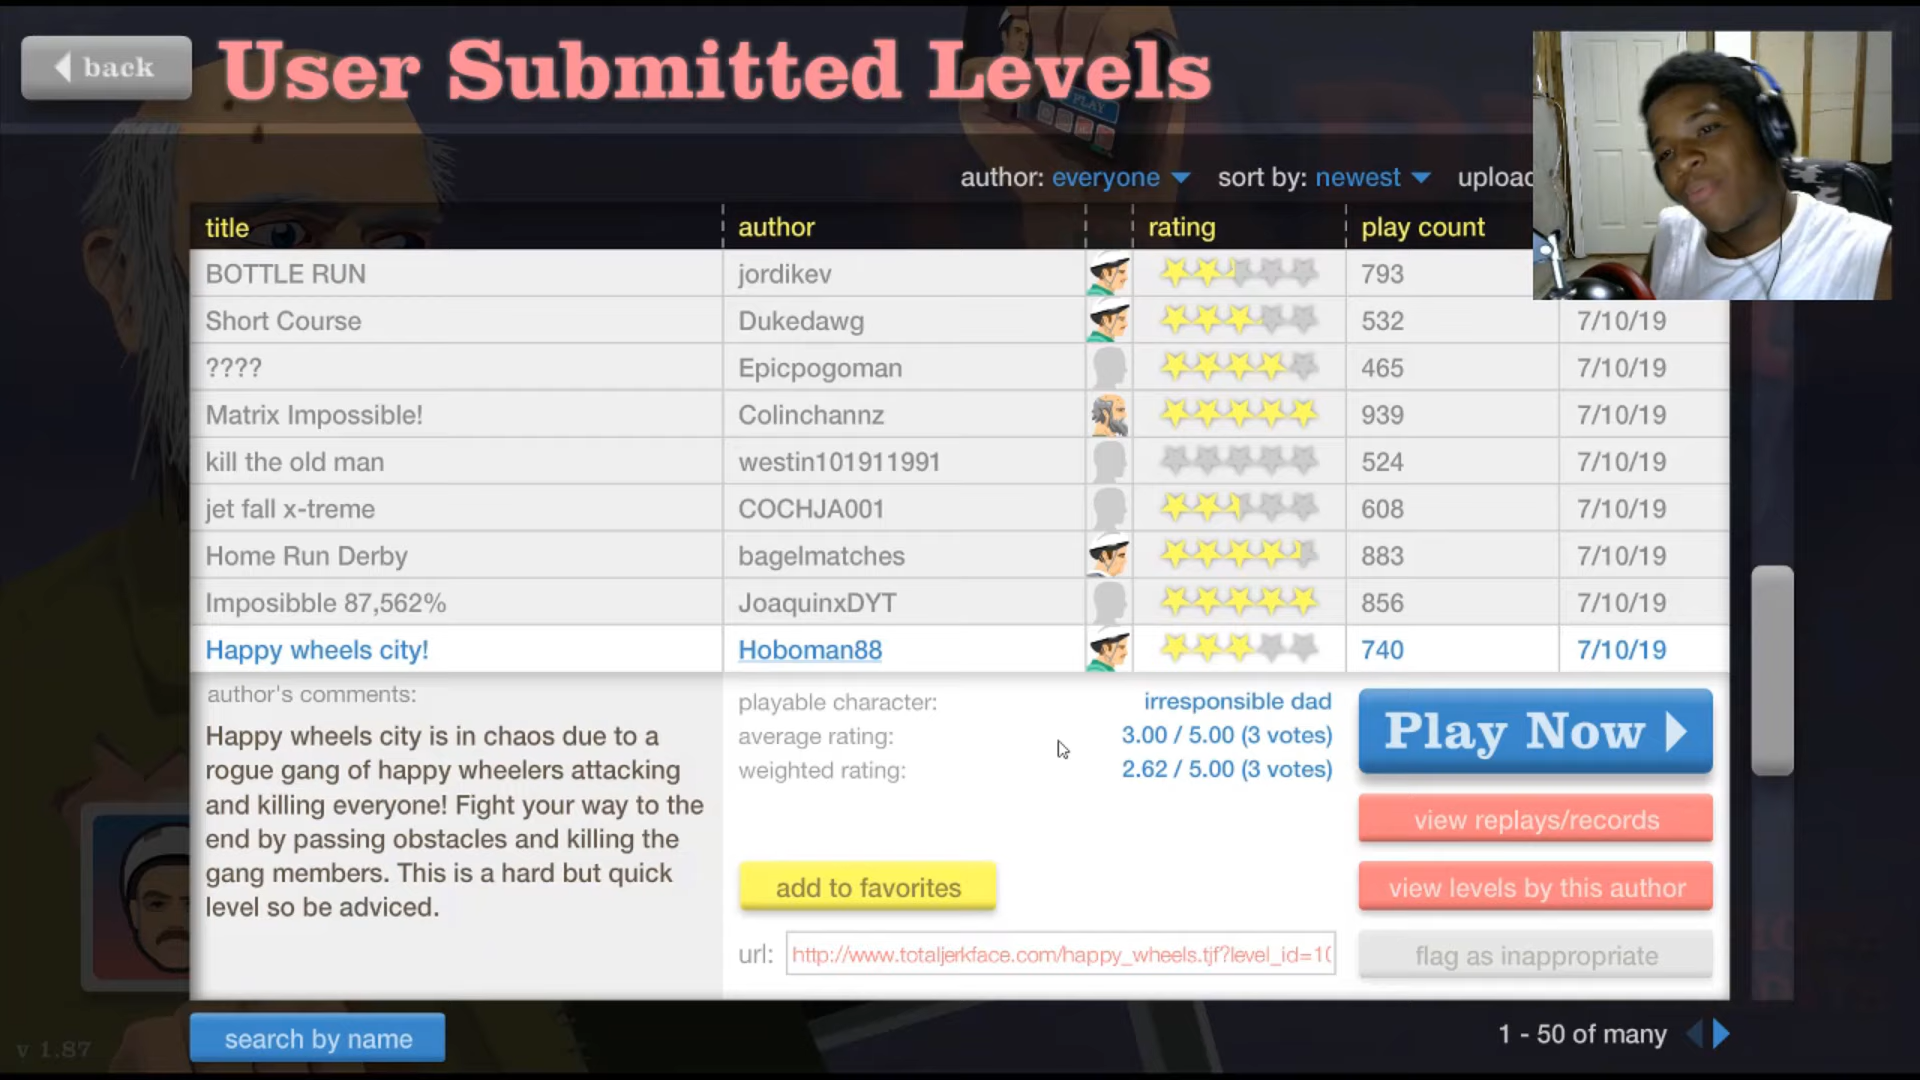 back
User Submitted Levels
PLAY
author: everyone sort by: newest upload
title author rating play count
BOTTLE RUN jordikev 793
Short Course Dukedawg 532 7/10/19
???? Epicpogoman 465 7/10/19
Matrix Impossible! Colinchannz 939 7/10/19
kill the old man westin101911991 524 7/10/19
jet fall x-treme COCHJA001 608 7/10/19
Home Run Derby bagelmatches 883 7/10/19
Imposibble 87,562% JoaquinxDYT 856 7/10/19
Happy wheels city! Hoboman88 740 7/10/19
author's comments:
Happy wheels city is in chaos due to a
rogue gang of happy wheelers attacking
and killing everyone! Fight your way to the
end by passing obstacles and killing the
gang members. This is a hard but quick
level so be adviced.
playable character: irresponsible dad
average rating: 3.00 / 5.00 (3 votes)
weighted rating: 2.62 / 5.00 (3 votes)
add to favorites
url: http://www.totaljerkface.com/happy_wheels.tjf?level_id=10
Play Now
view replays/records
view levels by this author
flag as inappropriate
v 1.87
search by name
1 - 50 of many